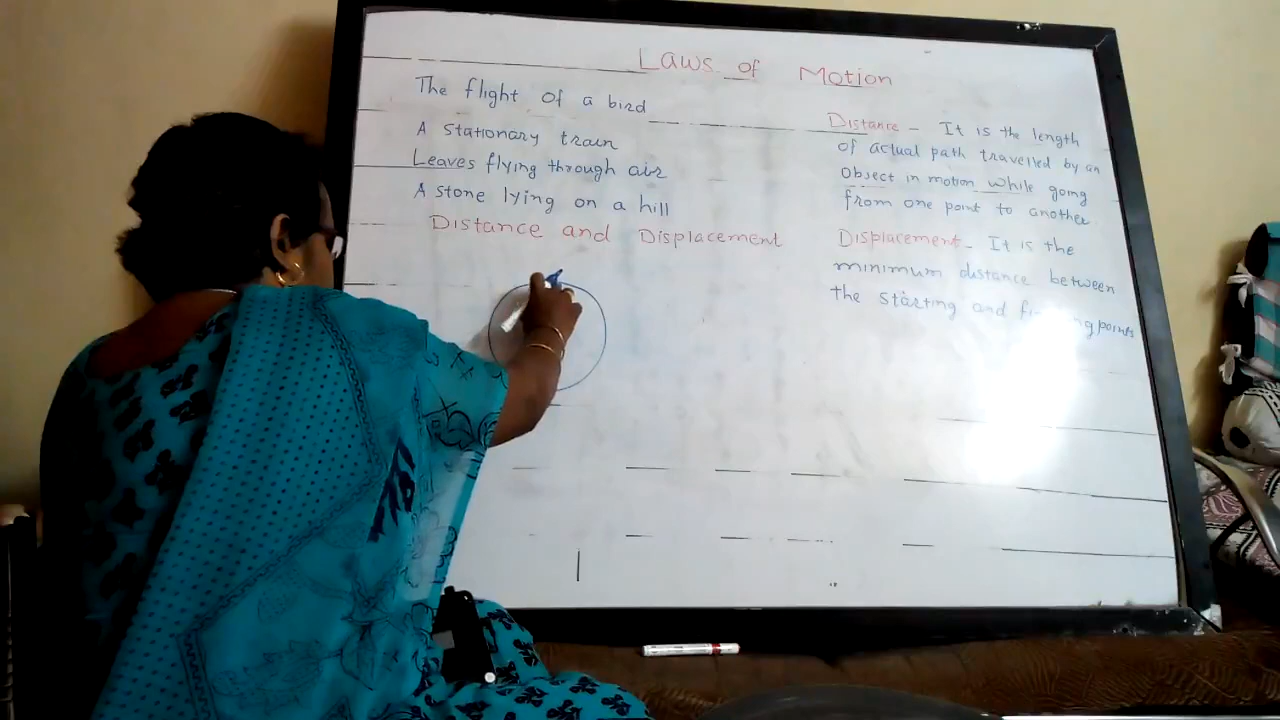 Laws of Motion
The flight of a bird
A stationary train
Leaves flying through air
A stone lying on a hill
Distance and Displacement
Distance - It is the length
of actual path travelled by an
object in motion while going
from one point to another
Displacement - It is the
minimum distance between
the starting and points